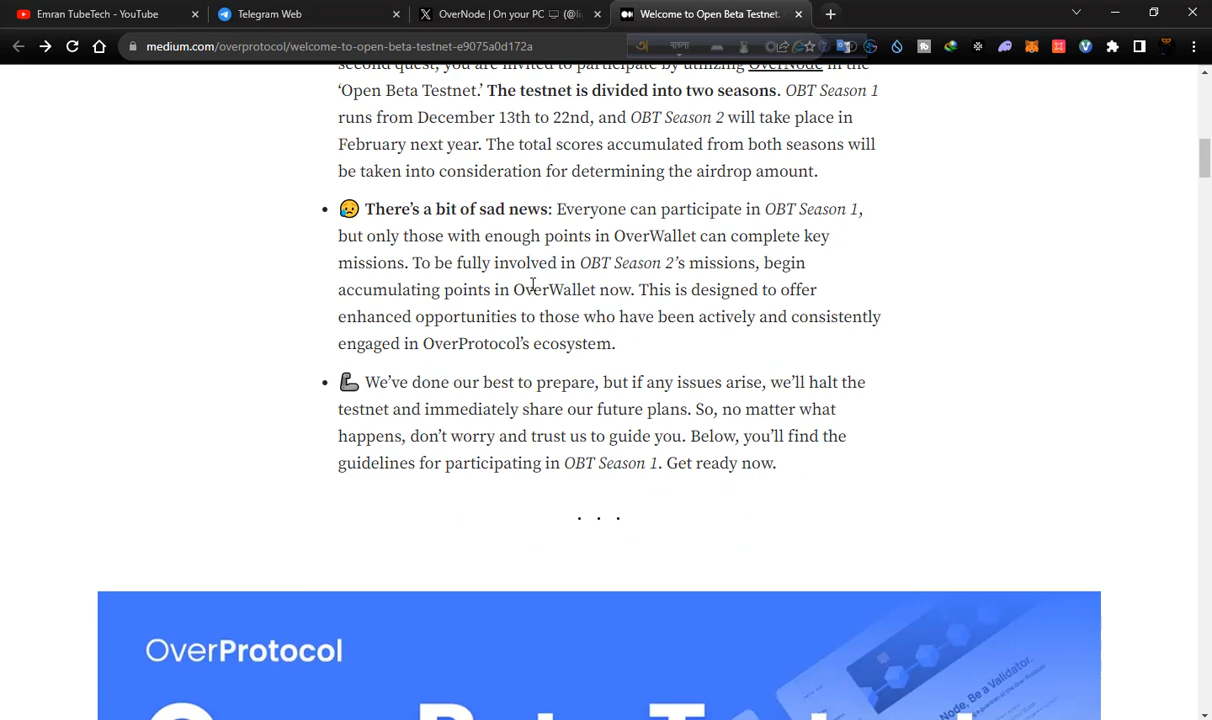 Emran TubeTech - YouTube
Telegram Web
OverNode | On your PC 🖥 (@li
Welcome to Open Beta Testnet.
medium.com/overprotocol/welcome-to-open-beta-testnet-e9075a0d172a
second quest, you are invited to participate by utilizing OverNode in the
‘Open Beta Testnet.’ The testnet is divided into two seasons. OBT Season 1
runs from December 13th to 22nd, and OBT Season 2 will take place in
February next year. The total scores accumulated from both seasons will
be taken into consideration for determining the airdrop amount.
• 😥 There’s a bit of sad news: Everyone can participate in OBT Season 1,
but only those with enough points in OverWallet can complete key
missions. To be fully involved in OBT Season 2’s missions, begin
accumulating points in OverWallet now. This is designed to offer
enhanced opportunities to those who have been actively and consistently
engaged in OverProtocol’s ecosystem.
• 🦾 We’ve done our best to prepare, but if any issues arise, we’ll halt the
testnet and immediately share our future plans. So, no matter what
happens, don’t worry and trust us to guide you. Below, you’ll find the
guidelines for participating in OBT Season 1. Get ready now.
. . .
OverProtocol
Node, Be a Validator.